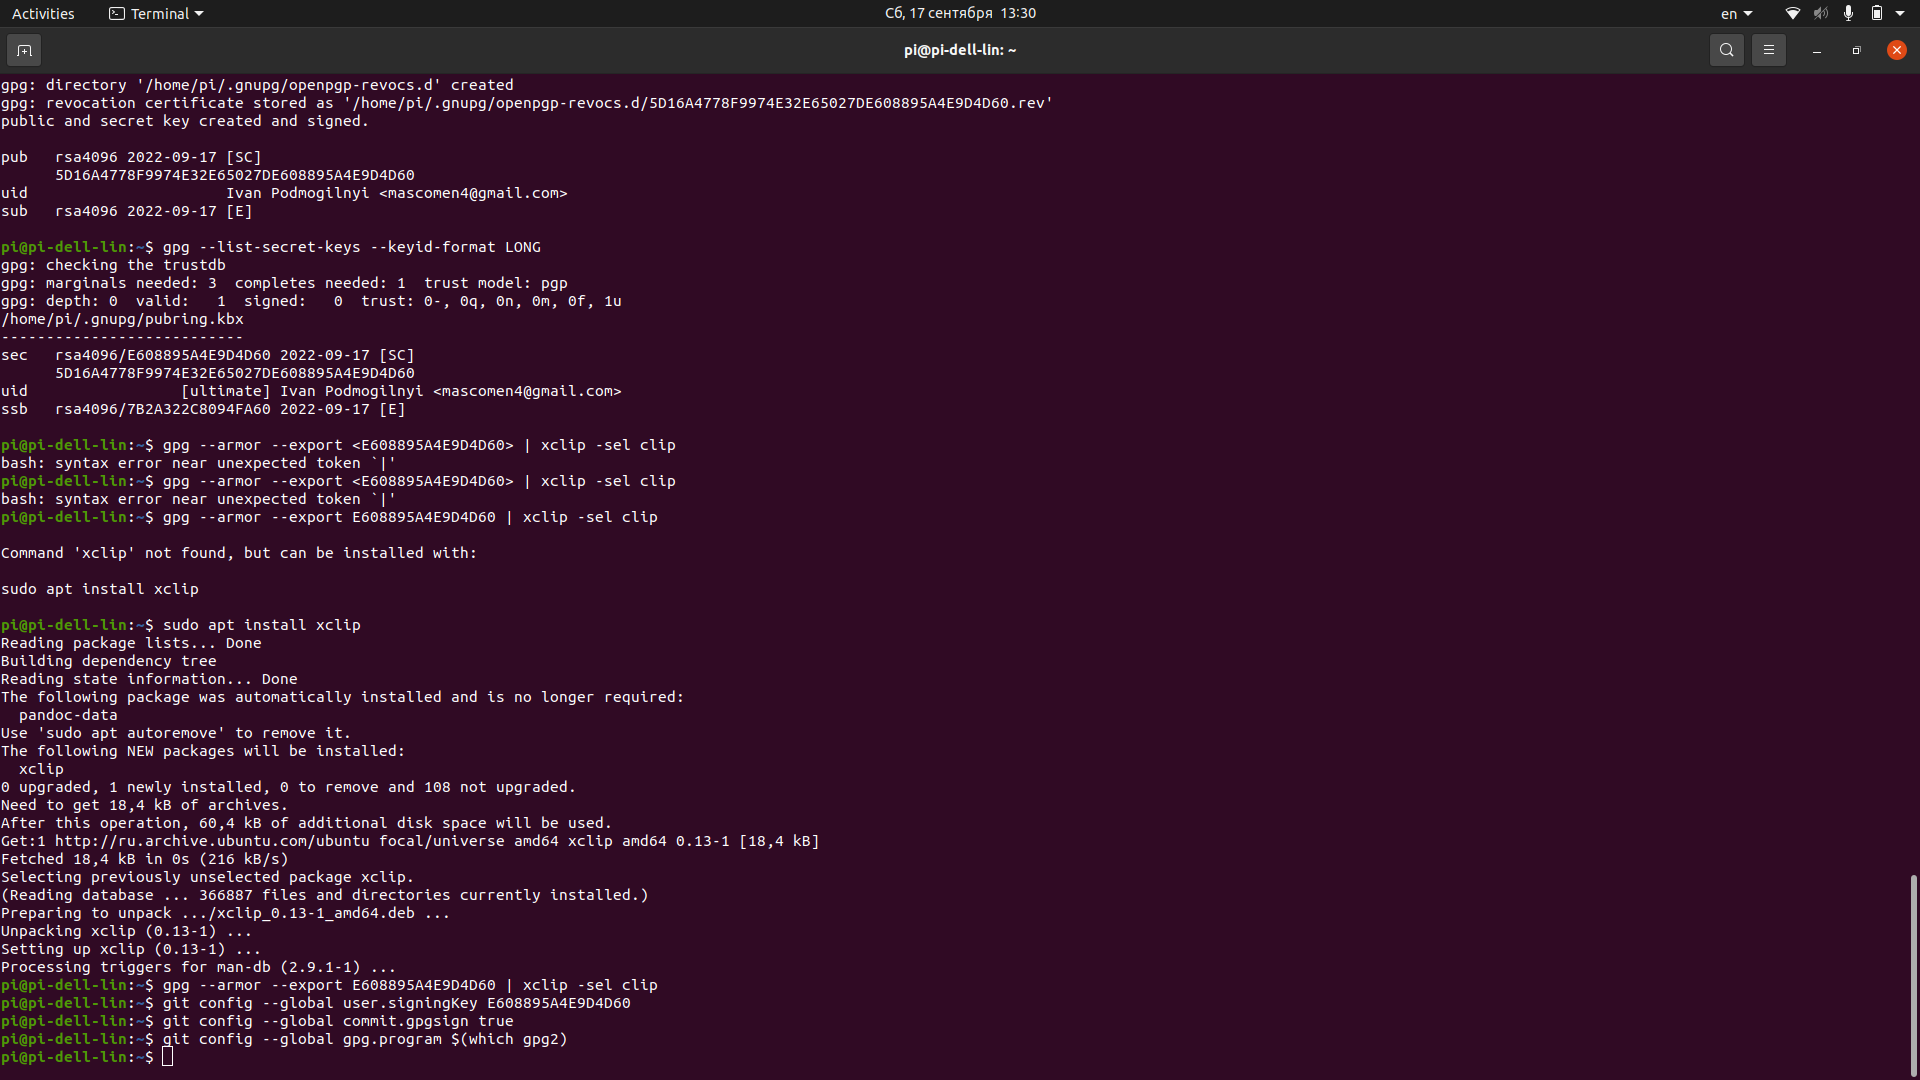 Activities
Terminal
Сб, 17 сентября 13:30
en
pi@pi-dell-lin: ~
gpg: directory '/home/pi/.gnupg/openpgp-revocs.d' created
gpg: revocation certificate stored as '/home/pi/.gnupg/openpgp-revocs.d/5D16A4778F9974E32E65027DE608895A4E9D4D60.rev'
public and secret key created and signed.
pub   rsa4096 2022-09-17 [SC]
      5D16A4778F9974E32E65027DE608895A4E9D4D60
uid                      Ivan Podmogilnyi <mascomen4@gmail.com>
sub   rsa4096 2022-09-17 [E]
pi@pi-dell-lin:~$ gpg --list-secret-keys --keyid-format LONG
gpg: checking the trustdb
gpg: marginals needed: 3  completes needed: 1  trust model: pgp
gpg: depth: 0  valid:   1  signed:   0  trust: 0-, 0q, 0n, 0m, 0f, 1u
/home/pi/.gnupg/pubring.kbx
---------------------------
sec   rsa4096/E608895A4E9D4D60 2022-09-17 [SC]
      5D16A4778F9974E32E65027DE608895A4E9D4D60
uid                 [ultimate] Ivan Podmogilnyi <mascomen4@gmail.com>
ssb   rsa4096/7B2A322C8094FA60 2022-09-17 [E]
pi@pi-dell-lin:~$ gpg --armor --export <E608895A4E9D4D60> | xclip -sel clip
bash: syntax error near unexpected token `|'
pi@pi-dell-lin:~$ gpg --armor --export <E608895A4E9D4D60> | xclip -sel clip
bash: syntax error near unexpected token `|'
pi@pi-dell-lin:~$ gpg --armor --export E608895A4E9D4D60 | xclip -sel clip
Command 'xclip' not found, but can be installed with:
sudo apt install xclip
pi@pi-dell-lin:~$ sudo apt install xclip
Reading package lists... Done
Building dependency tree
Reading state information... Done
The following package was automatically installed and is no longer required:
  pandoc-data
Use 'sudo apt autoremove' to remove it.
The following NEW packages will be installed:
  xclip
0 upgraded, 1 newly installed, 0 to remove and 108 not upgraded.
Need to get 18,4 kB of archives.
After this operation, 60,4 kB of additional disk space will be used.
Get:1 http://ru.archive.ubuntu.com/ubuntu focal/universe amd64 xclip amd64 0.13-1 [18,4 kB]
Fetched 18,4 kB in 0s (216 kB/s)
Selecting previously unselected package xclip.
(Reading database ... 366887 files and directories currently installed.)
Preparing to unpack .../xclip_0.13-1_amd64.deb ...
Unpacking xclip (0.13-1) ...
Setting up xclip (0.13-1) ...
Processing triggers for man-db (2.9.1-1) ...
pi@pi-dell-lin:~$ gpg --armor --export E608895A4E9D4D60 | xclip -sel clip
pi@pi-dell-lin:~$ git config --global user.signingKey E608895A4E9D4D60
pi@pi-dell-lin:~$ git config --global commit.gpgsign true
pi@pi-dell-lin:~$ git config --global gpg.program $(which gpg2)
pi@pi-dell-lin:~$